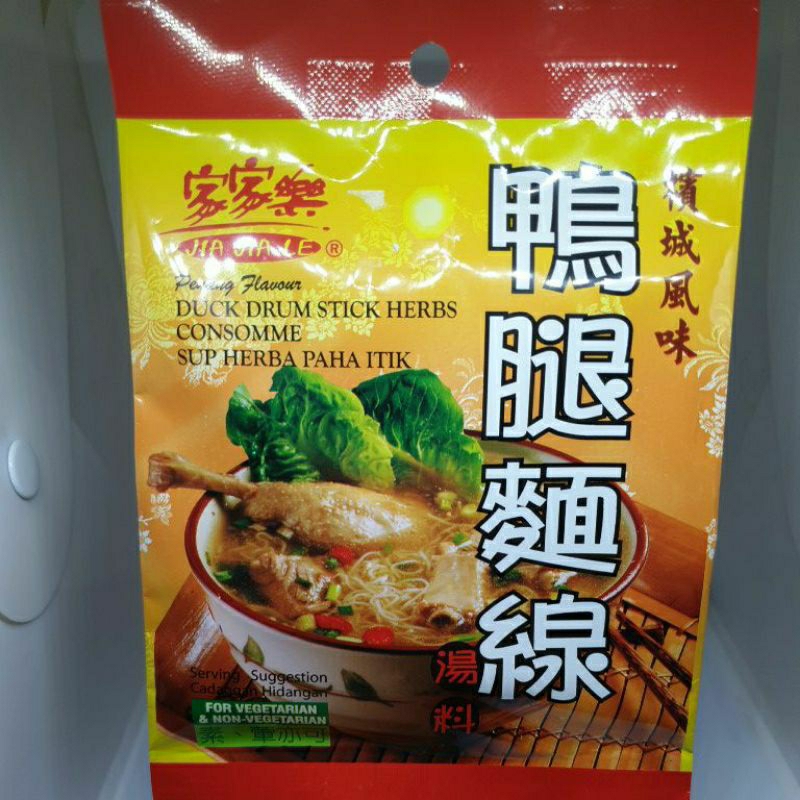 家家樂
JIA JIA LE ®
Penang Flavour
DUCK DRUM STICK HERBS
CONSOMME
SUP HERBA PAHA ITIK
檳城風味
鴨腿麵線
湯料
Serving Suggestion
Cadangan Hidangan
FOR VEGETARIAN
& NON-VEGETARIAN
素、葷亦可